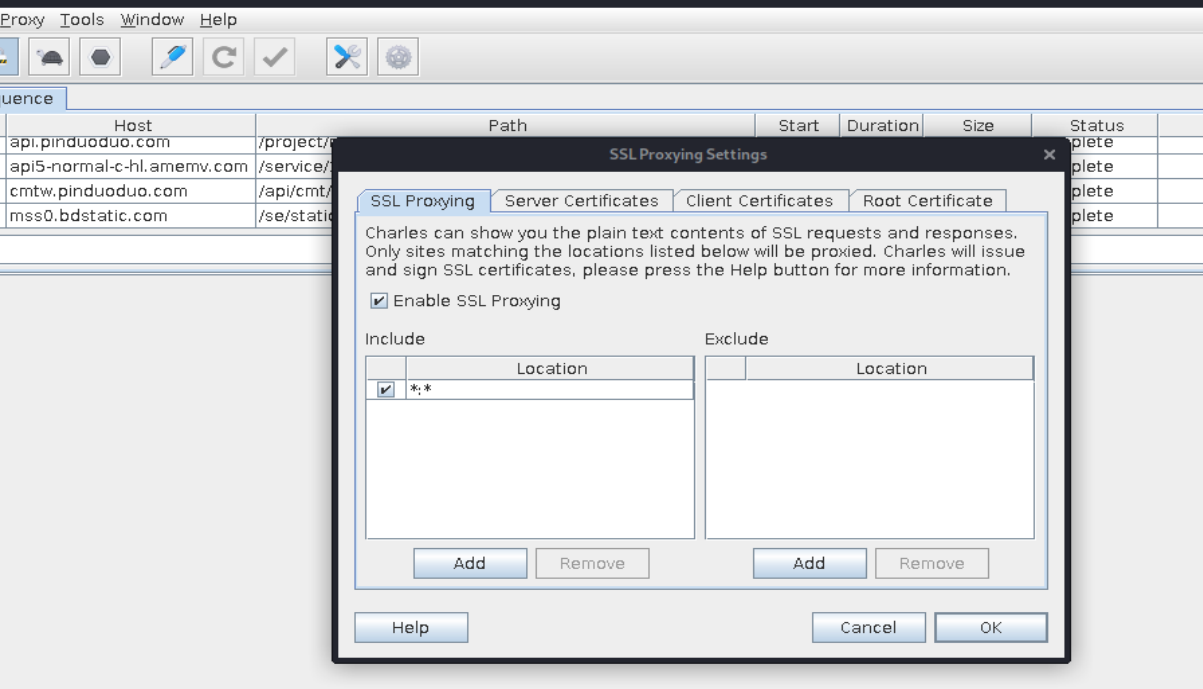 Proxy Tools Window Help
uence
Host Path Start Duration Size Status
api.pinduoduo.com /project/ plete
api5-normal-c-hl.amemv.com /service/ plete
cmtw.pinduoduo.com /api/cmt/ plete
mss0.bdstatic.com /se/static plete
SSL Proxying Settings
SSL Proxying Server Certificates Client Certificates Root Certificate
Charles can show you the plain text contents of SSL requests and responses.
Only sites matching the locations listed below will be proxied. Charles will issue
and sign SSL certificates, please press the Help button for more information.
Enable SSL Proxying
Include Exclude
Location Location
*:*
Add Remove Add Remove
Help Cancel OK